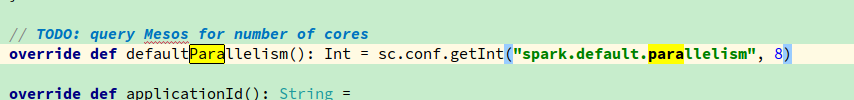 // TODO: query Mesos for number of cores
override def defaultParallelism(): Int = sc.conf.getInt("spark.default.parallelism", 8)
override def applicationId(): String =